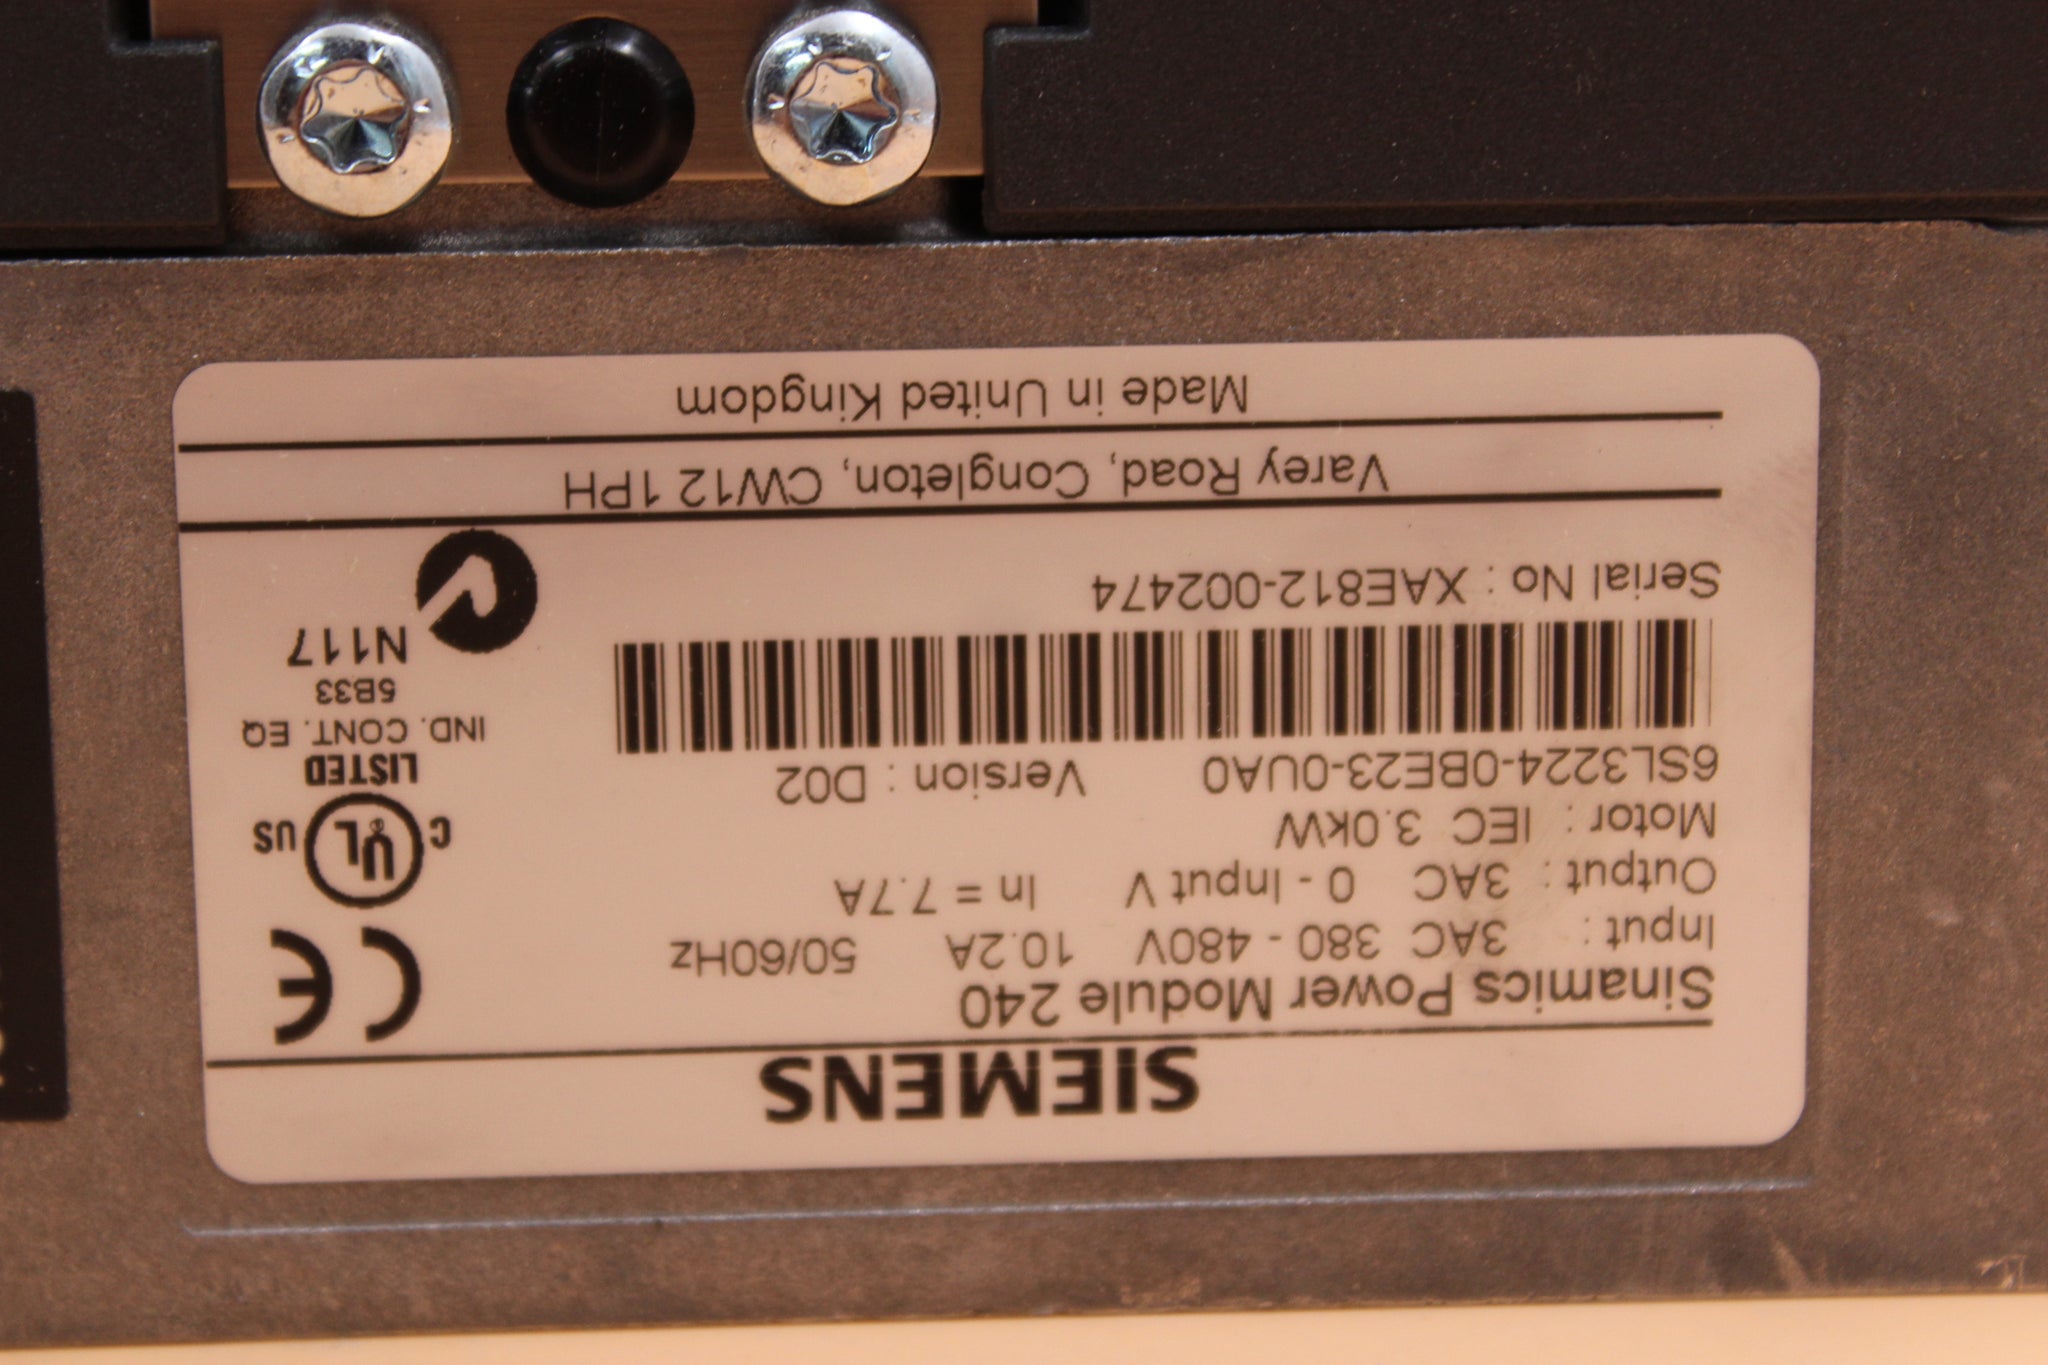 SIEMENS
Sinamics Power Module 240
Input : 3AC 380 - 480V 10.2A 50/60Hz
Output : 3AC 0 - Input V In = 7.7A
Motor : IEC 3.0kW
6SL3224-0BE23-0UA0 Version : D02
Serial No : XAE812-002474
CE
C UL US
LISTED
IND. CONT. EQ
5B33
N117
Varey Road, Congleton, CW12 1PH
Made in United Kingdom